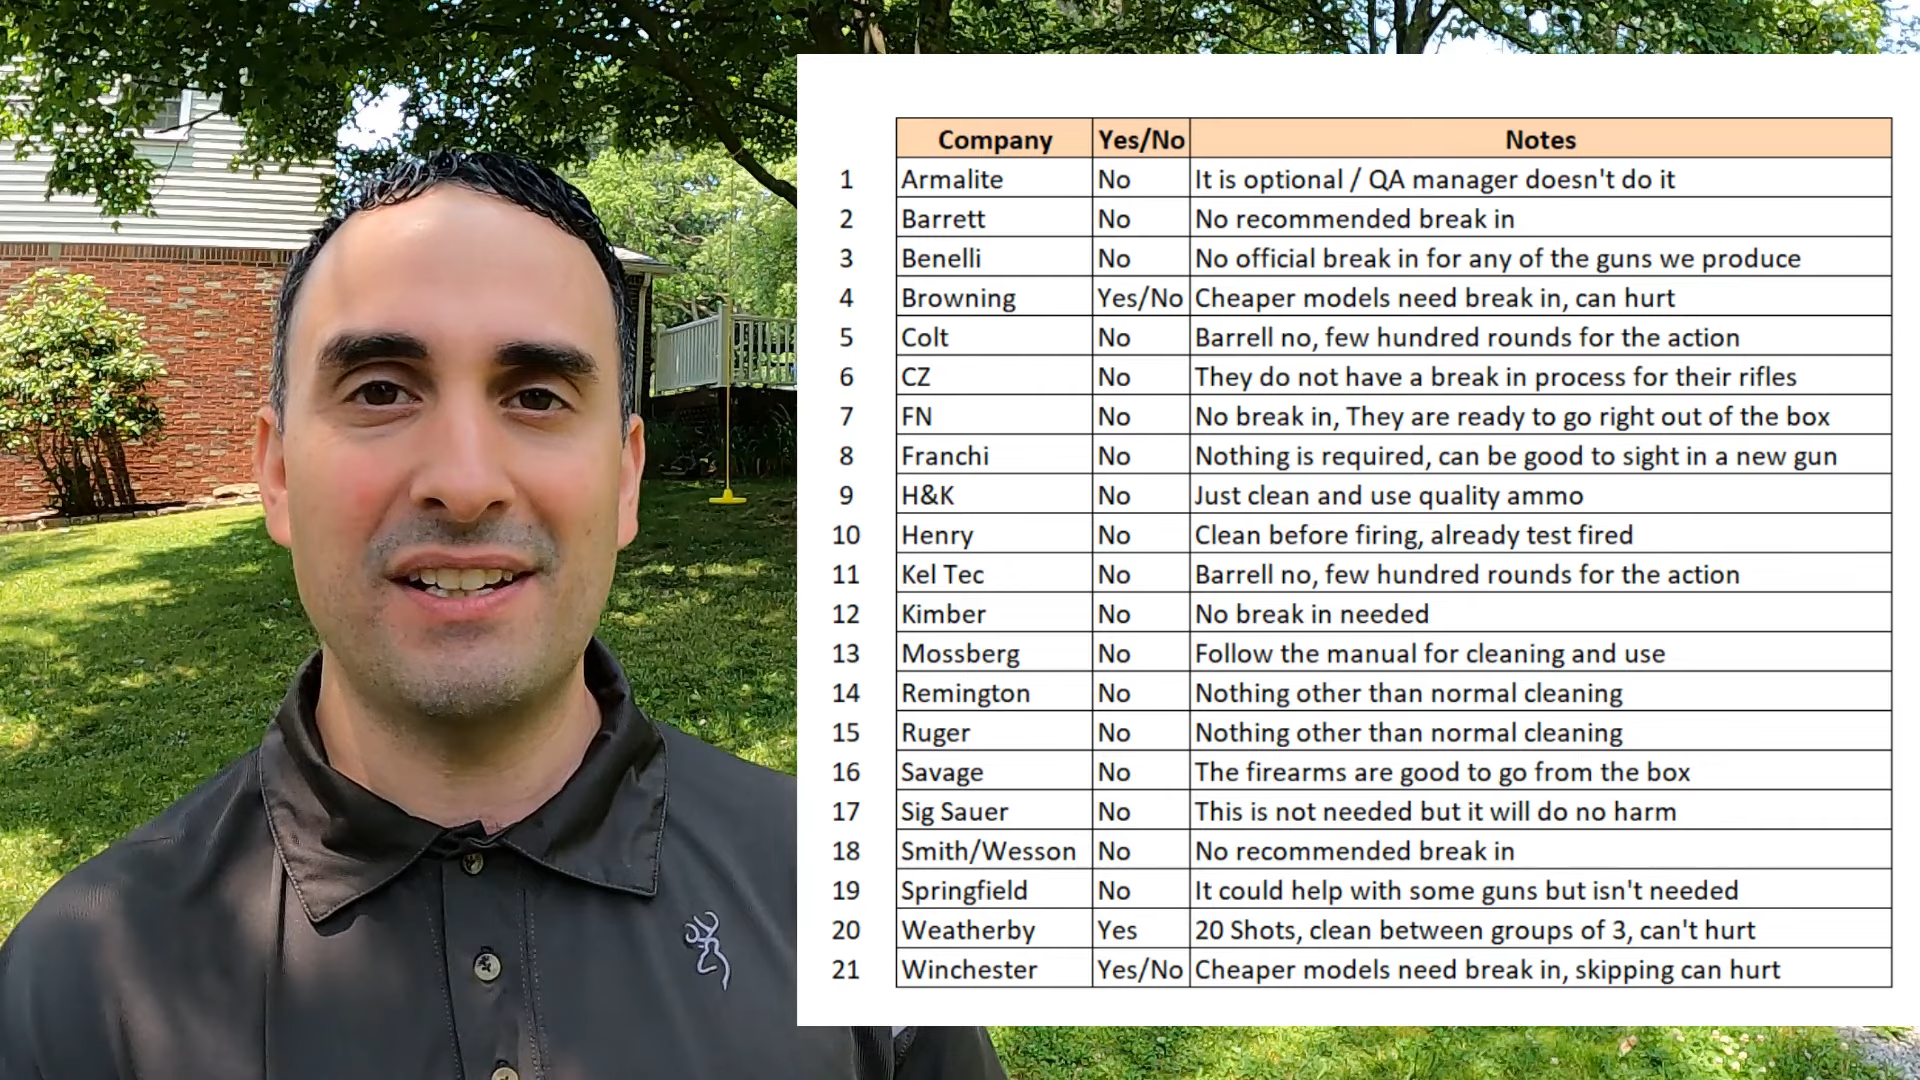 Company Yes/No Notes
1 Armalite No It is optional / QA manager doesn't do it
2 Barrett No No recommended break in
3 Benelli No No official break in for any of the guns we produce
4 Browning Yes/No Cheaper models need break in, can hurt
5 Colt No Barrell no, few hundred rounds for the action
6 CZ No They do not have a break in process for their rifles
7 FN No No break in, They are ready to go right out of the box
8 Franchi No Nothing is required, can be good to sight in a new gun
9 H&K No Just clean and use quality ammo
10 Henry No Clean before firing, already test fired
11 Kel Tec No Barrell no, few hundred rounds for the action
12 Kimber No No break in needed
13 Mossberg No Follow the manual for cleaning and use
14 Remington No Nothing other than normal cleaning
15 Ruger No Nothing other than normal cleaning
16 Savage No The firearms are good to go from the box
17 Sig Sauer No This is not needed but it will do no harm
18 Smith/Wesson No No recommended break in
19 Springfield No It could help with some guns but isn't needed
20 Weatherby Yes 20 Shots, clean between groups of 3, can't hurt
21 Winchester Yes/No Cheaper models need break in, skipping can hurt